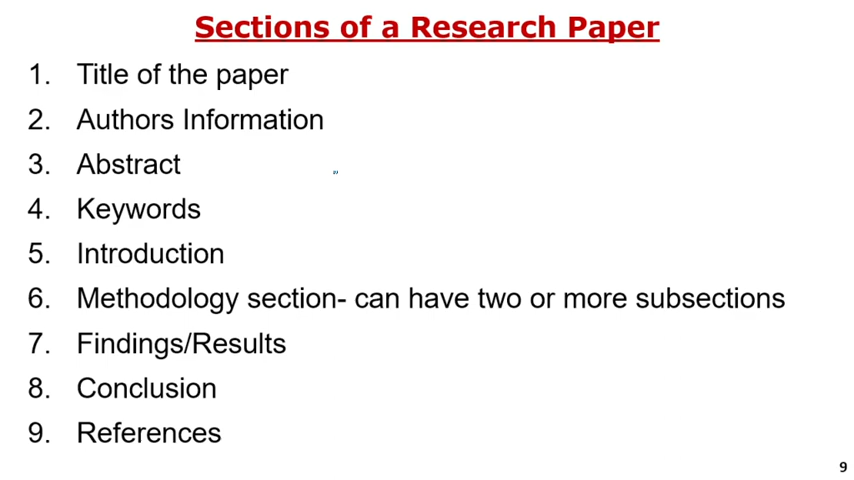 Sections of a Research Paper
1. Title of the paper
2. Authors Information
3. Abstract
4. Keywords
5. Introduction
6. Methodology section- can have two or more subsections
7. Findings/Results
8. Conclusion
9. References
9